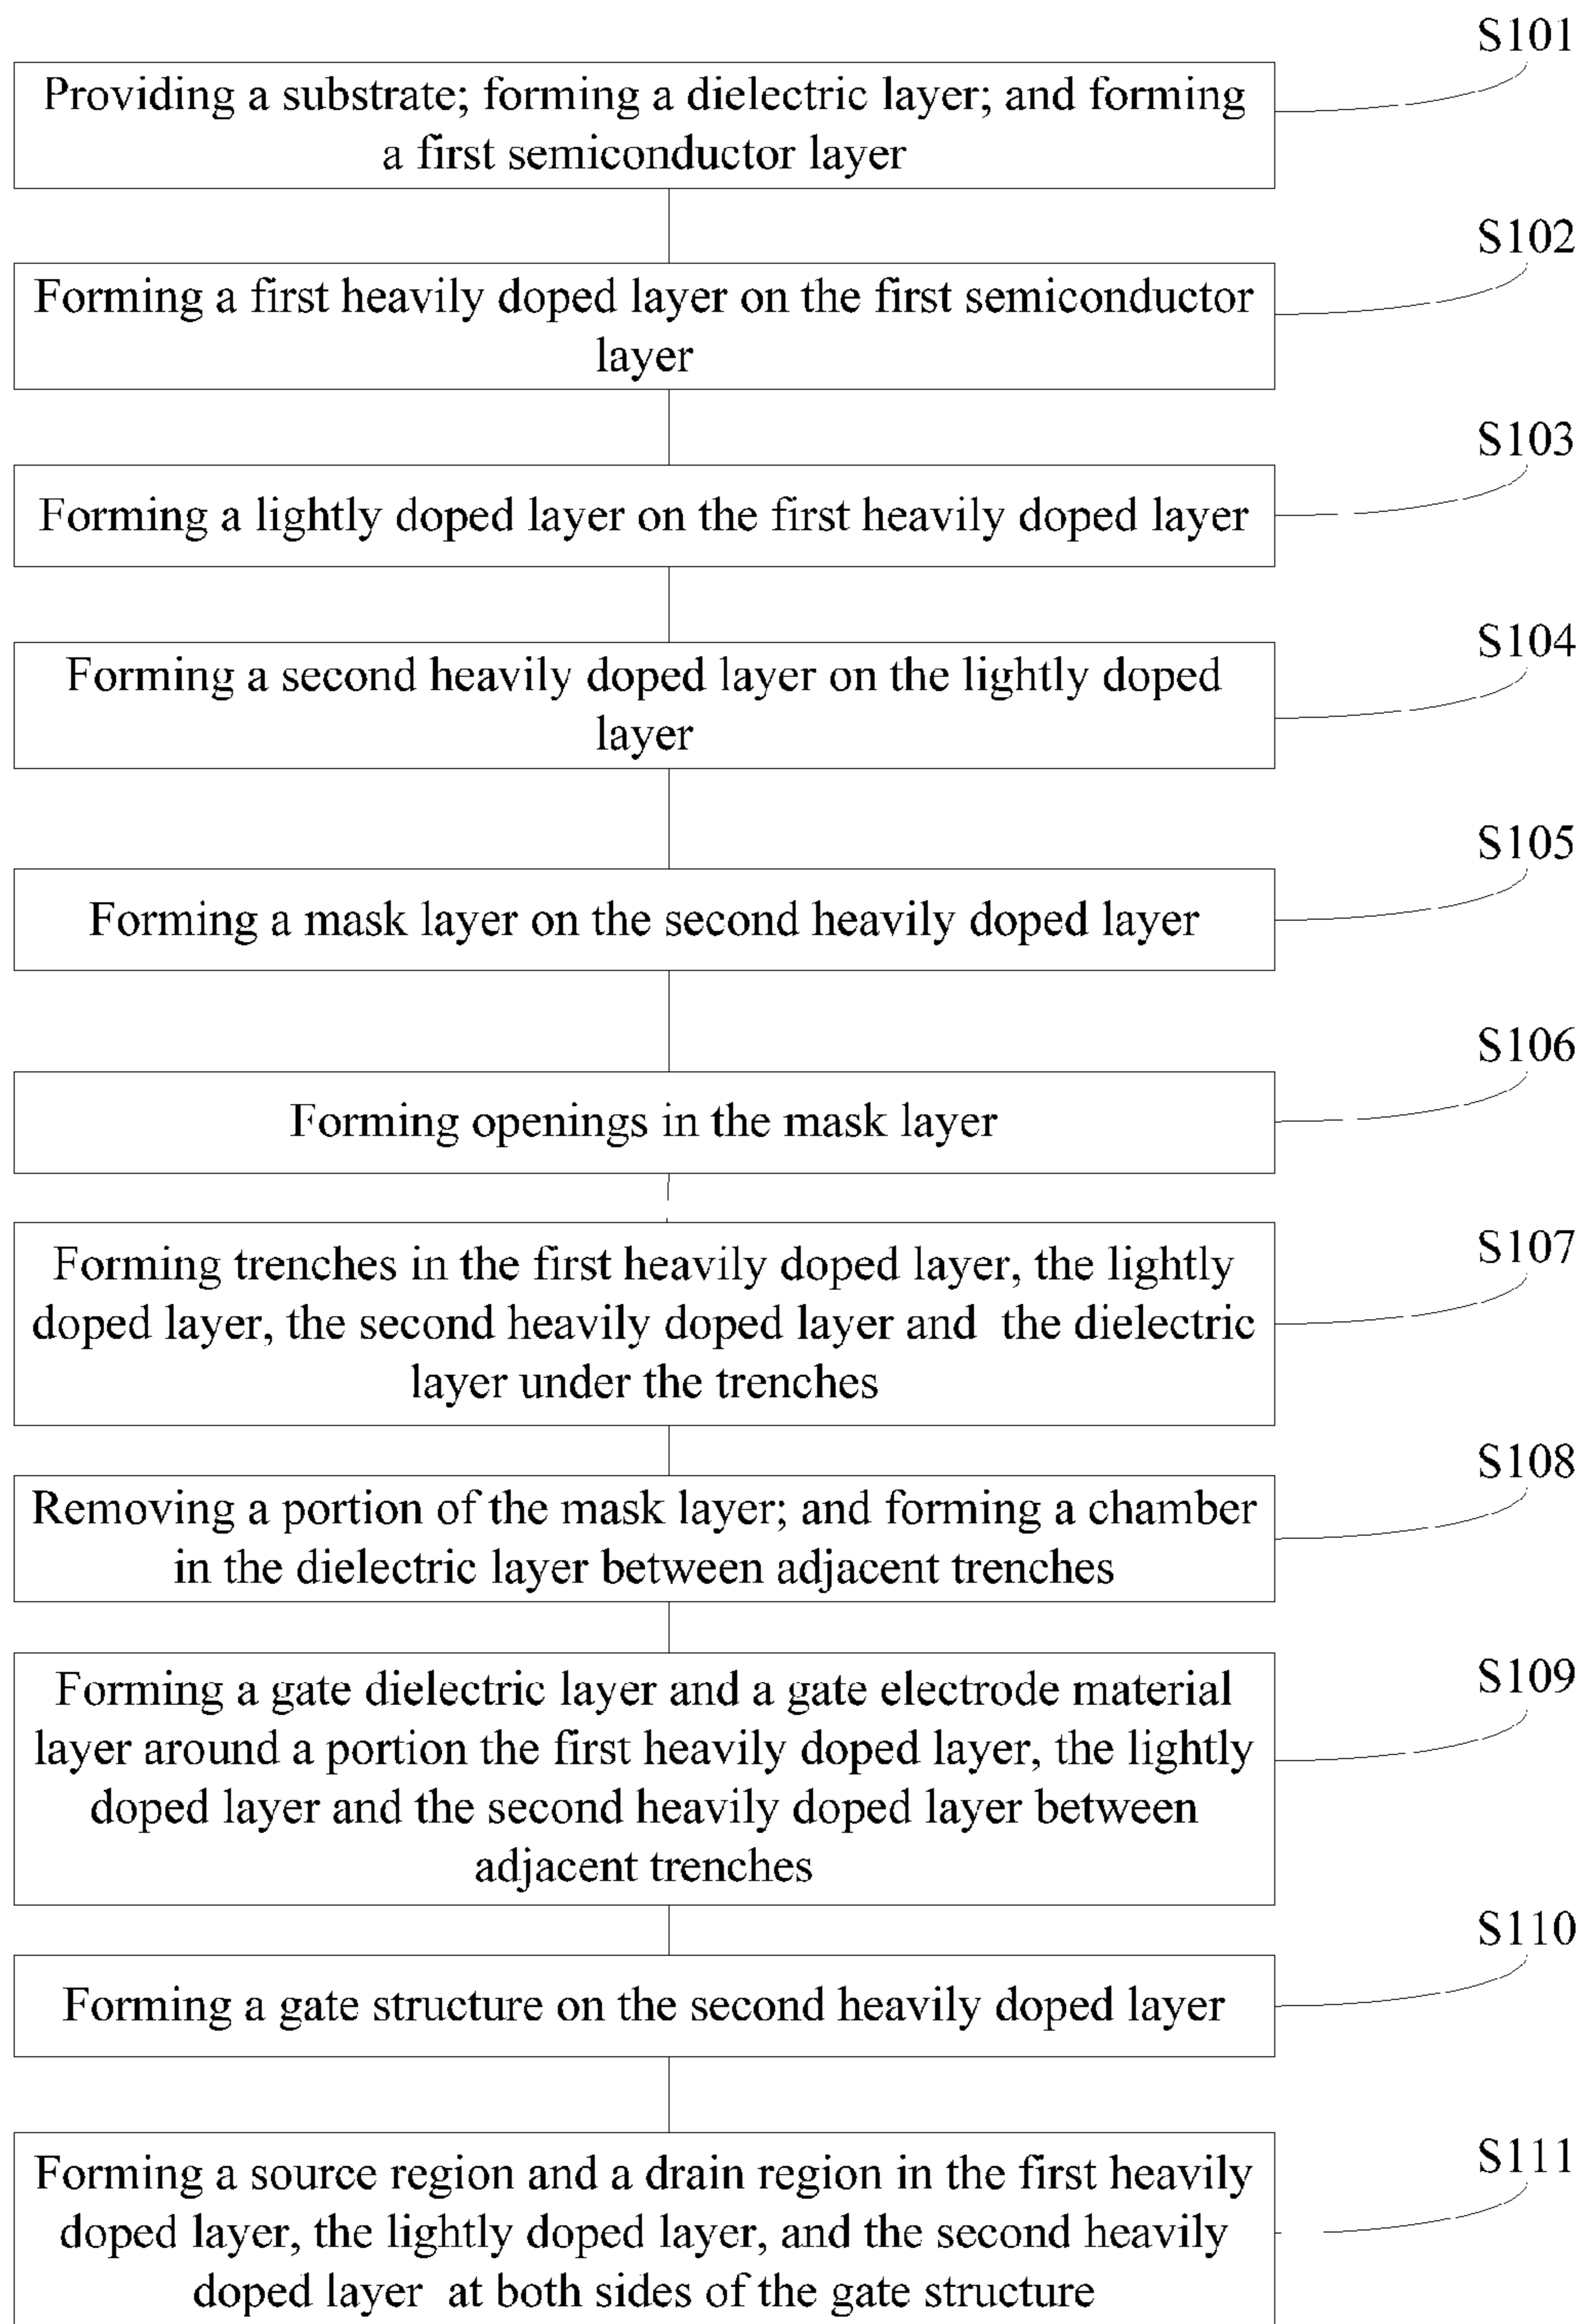 S101
Providing a substrate; forming a dielectric layer; and forming
a first semiconductor layer
S102
Forming a first heavily doped layer on the first semiconductor
layer
S103
Forming a lightly doped layer on the first heavily doped layer
S104
Forming a second heavily doped layer on the lightly doped
layer
S105
Forming a mask layer on the second heavily doped layer
S106
Forming openings in the mask layer
S107
Forming trenches in the first heavily doped layer, the lightly
doped layer, the second heavily doped layer and the dielectric
layer under the trenches
S108
Removing a portion of the mask layer; and forming a chamber
in the dielectric layer between adjacent trenches
S109
Forming a gate dielectric layer and a gate electrode material
layer around a portion the first heavily doped layer, the lightly
doped layer and the second heavily doped layer between
adjacent trenches
S110
Forming a gate structure on the second heavily doped layer
S111
Forming a source region and a drain region in the first heavily
doped layer, the lightly doped layer, and the second heavily
doped layer at both sides of the gate structure